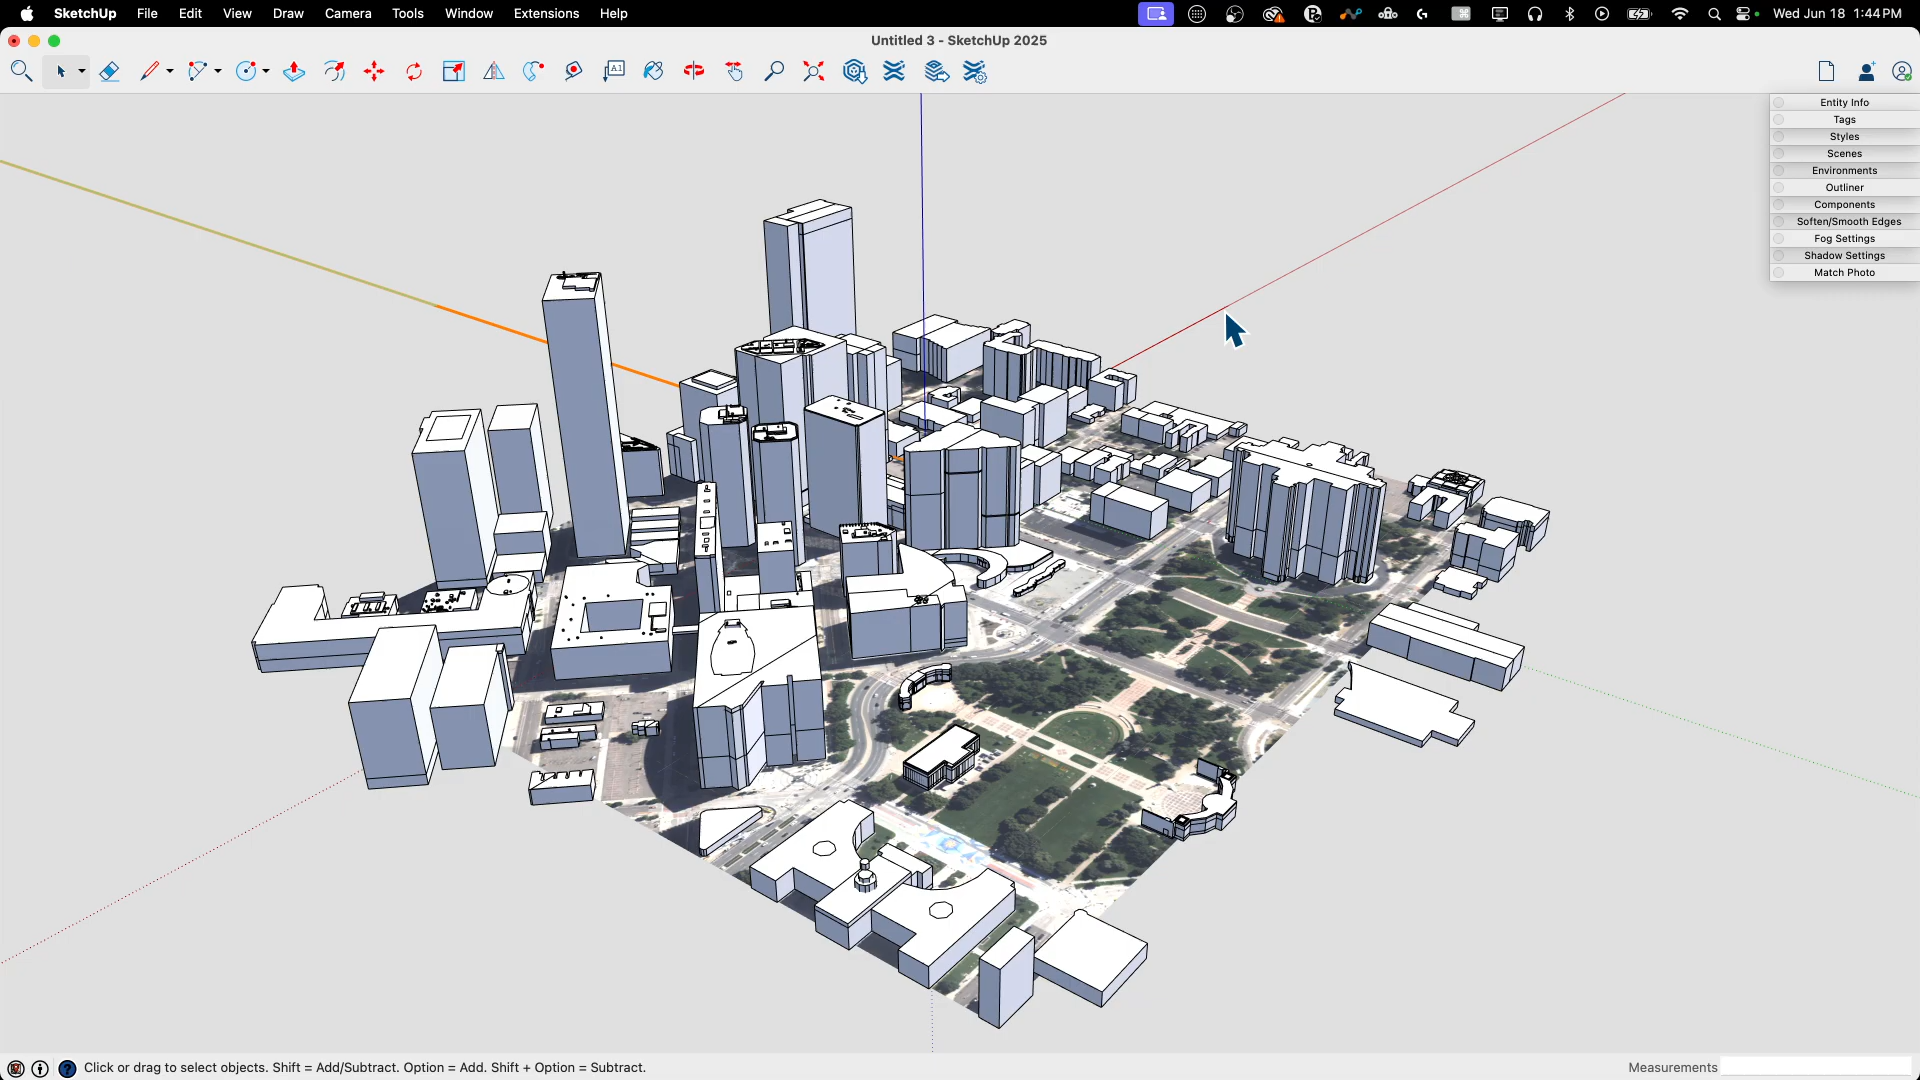 SketchUp File Edit View Draw Camera Tools Window Extensions Help Wed Jun 18 1:44 PM
Untitled 3 - SketchUp 2025
A1
Entity Info
Tags
Styles
Scenes
Environments
Outliner
Components
Soften/Smooth Edges
Fog Settings
Shadow Settings
Match Photo
Click or drag to select objects. Shift = Add/Subtract. Option = Add. Shift + Option = Subtract.
Measurements